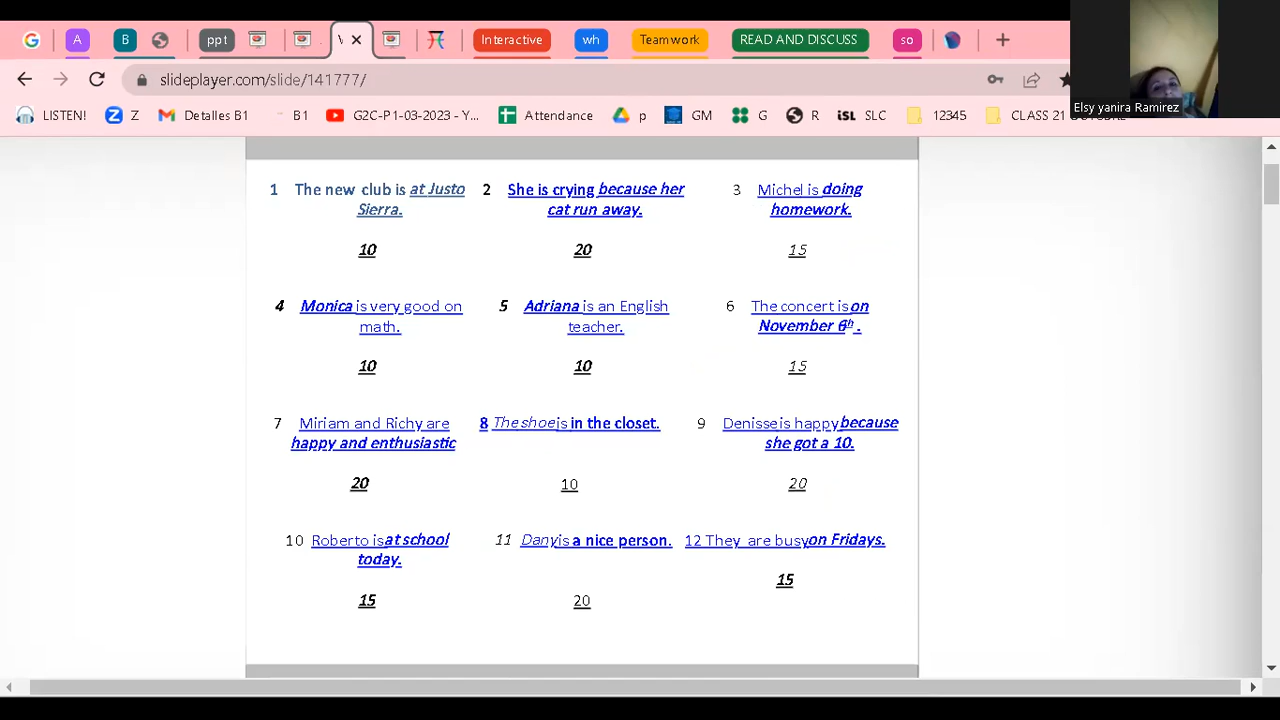 A B ppt Interactive wh Teamwork READ AND DISCUSS so
slideplayer.com/slide/141777/
LISTEN! Z Detalles B1 B1 G2C-P1-03-2023 - Y... Attendance p GM G R iSL SLC 12345 CLASS 21 OCTUBRE
Elsy yanira Ramirez
1 The new club is at Justo
Sierra.
10
2 She is crying because her
cat run away.
20
3 Michel is doing
homework.
15
4 Monica is very good on
math.
10
5 Adriana is an English
teacher.
10
6 The concert is on
November 6th .
15
7 Miriam and Richy are
happy and enthusiastic
20
8 The shoe is in the closet.
10
9 Denisse is happy because
she got a 10.
20
10 Roberto is at school
today.
15
11 Dany is a nice person.
20
12 They are busy on Fridays.
15